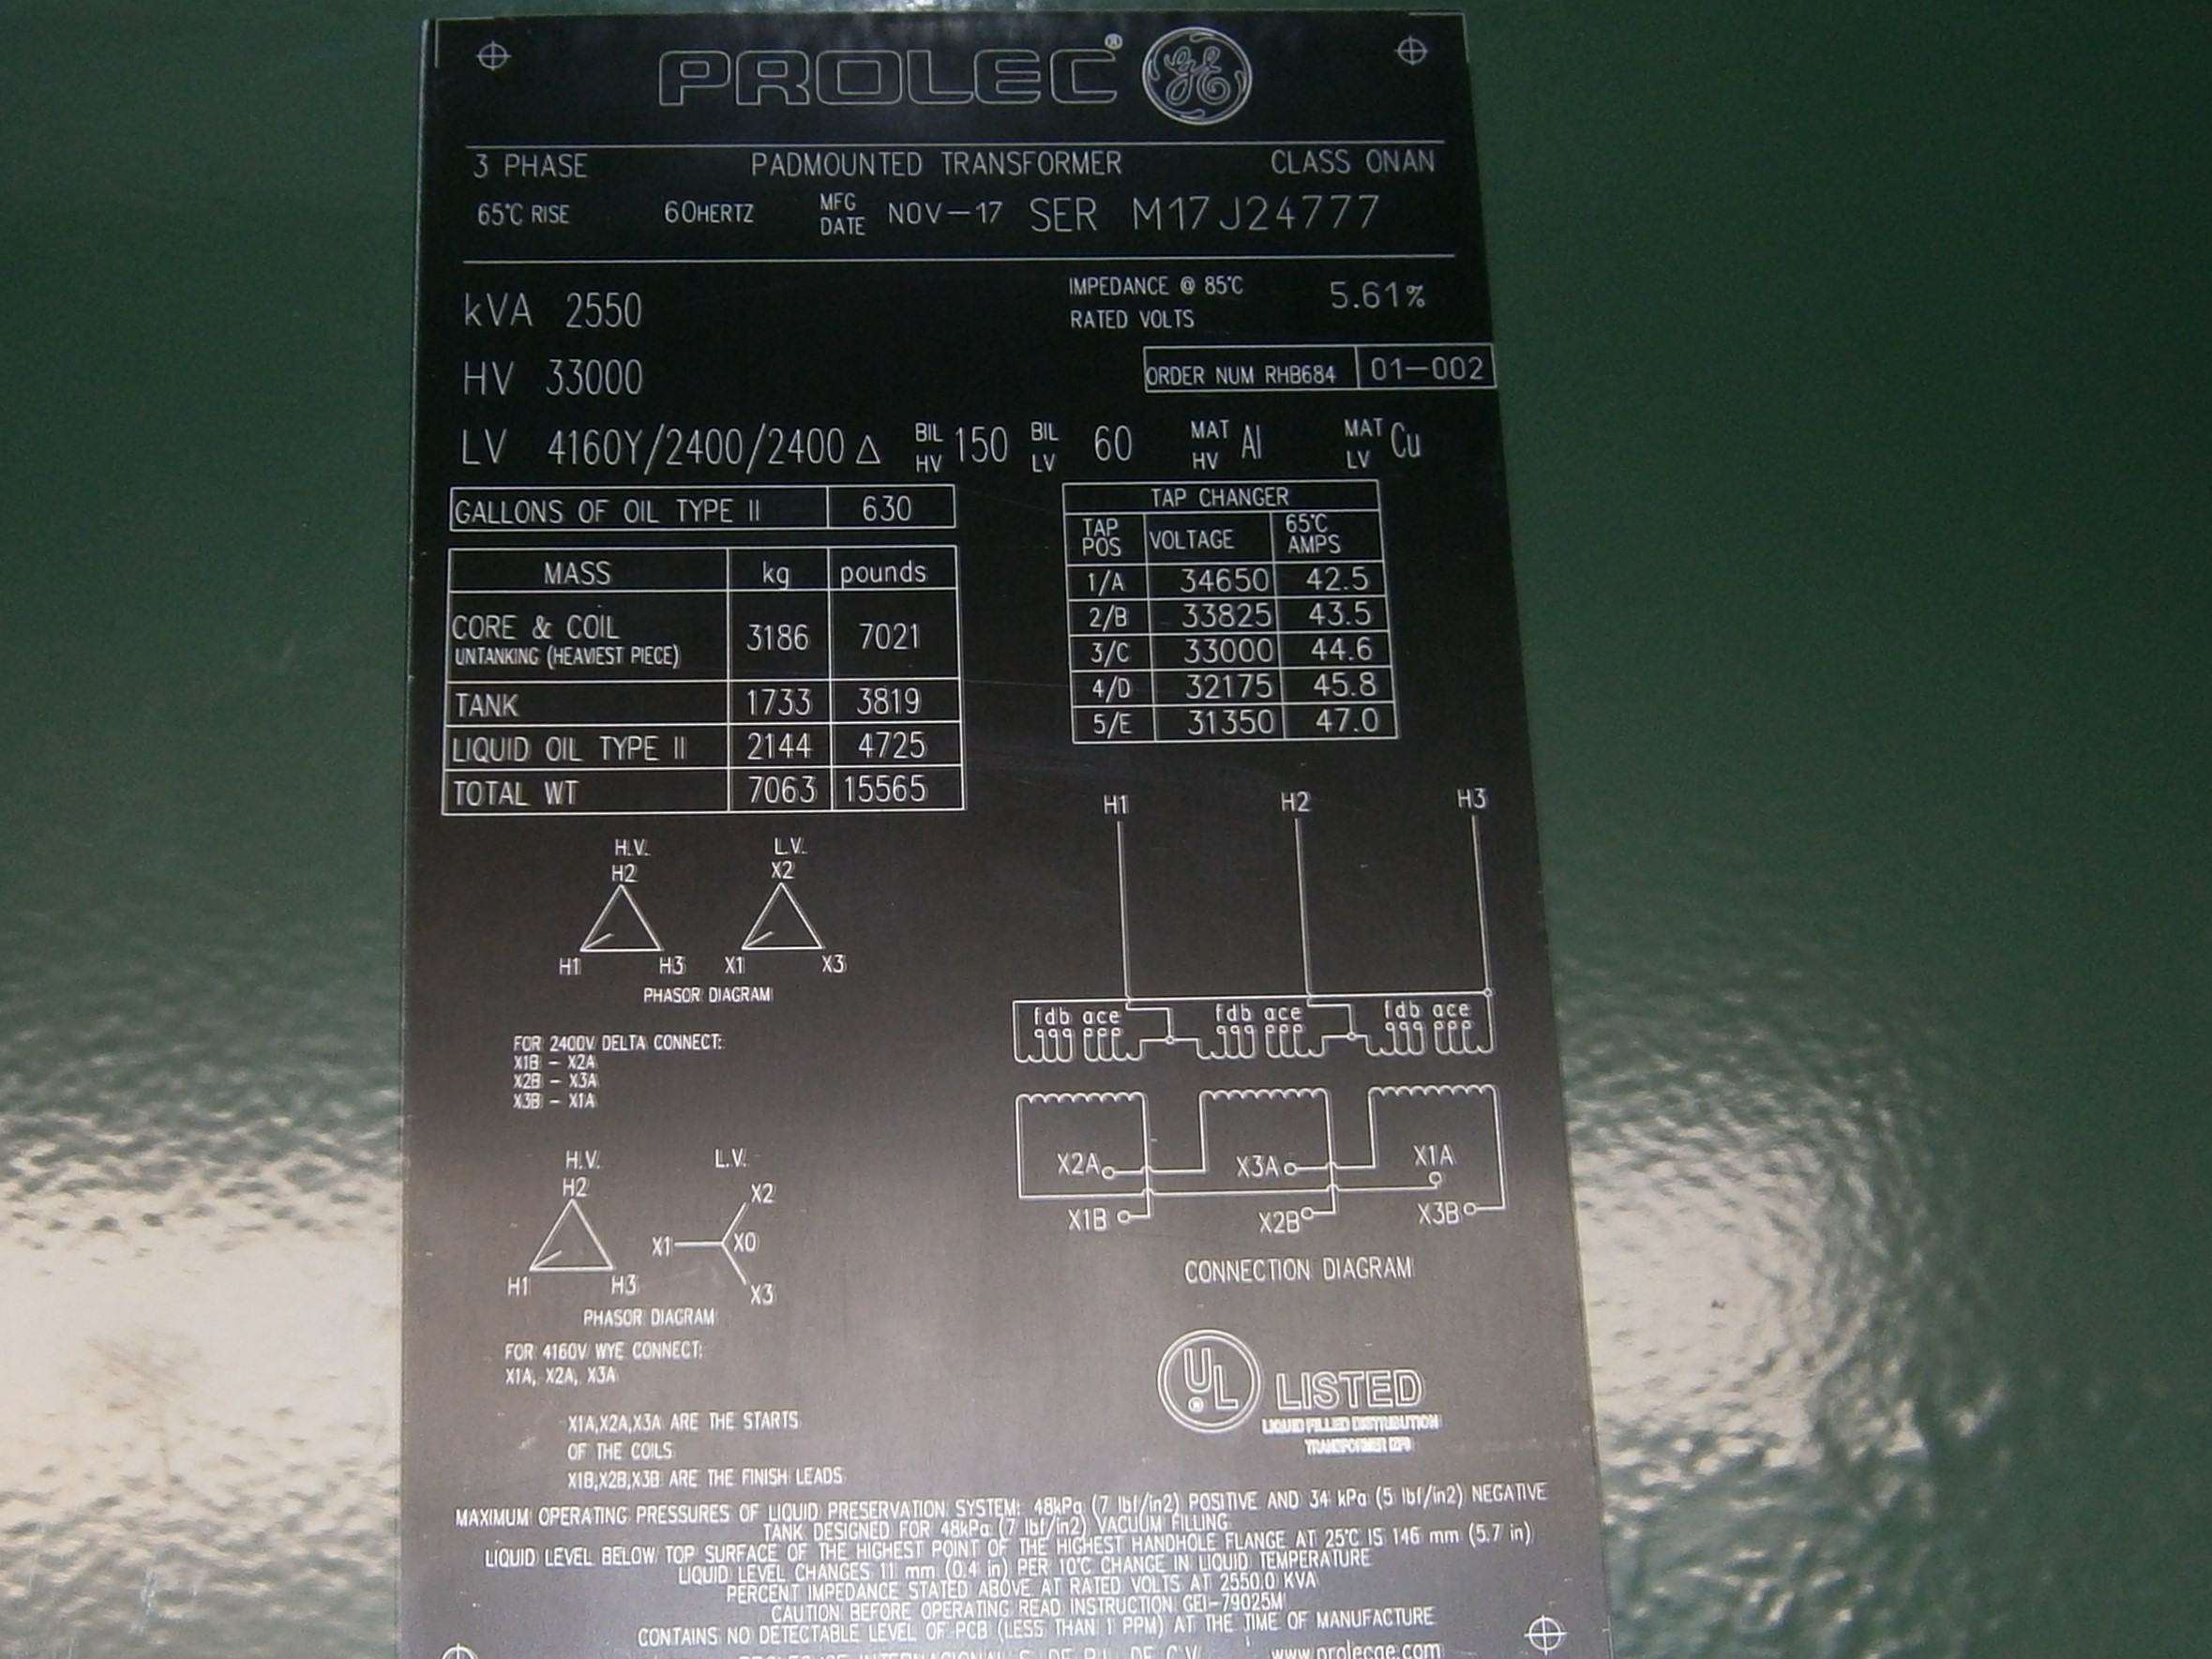 PROLEC® GE
3 PHASE PADMOUNTED TRANSFORMER CLASS ONAN
65°C RISE 60HERTZ MFG DATE NOV-17 SER M17J24777
kVA 2550
IMPEDANCE @ 85°C RATED VOLTS 5.61%
HV 33000
ORDER NUM RHB684 01-002
LV 4160Y/2400/2400 Δ BIL HV 150 BIL LV 60 MAT HV Al MAT LV Cu
GALLONS OF OIL TYPE II 630
MASS kg pounds
CORE & COIL
UNTANKING (HEAVIEST PIECE) 3186 7021
TANK 1733 3819
LIQUID OIL TYPE II 2144 4725
TOTAL WT 7063 15565
TAP CHANGER
TAP POS VOLTAGE 65°C AMPS
1/A 34650 42.5
2/B 33825 43.5
3/C 33000 44.6
4/D 32175 45.8
5/E 31350 47.0
H.V. L.V.
H2 X2
H1 H3 X1 X3
PHASOR DIAGRAM
FOR 2400V DELTA CONNECT:
X1B - X2A
X2B - X3A
X3B - X1A
H.V. L.V.
H2 X2
X1 X0
H1 H3 X3
PHASOR DIAGRAM
FOR 4160V WYE CONNECT:
X1A, X2A, X3A
X1A,X2A,X3A ARE THE STARTS
OF THE COILS
X1B,X2B,X3B ARE THE FINISH LEADS
H1 H2 H3
fdb ace fdb ace fdb ace
X2A X3A X1A
X1B X2B X3B
CONNECTION DIAGRAM
UL ® LISTED
LIQUID FILLED DISTRIBUTION
MAXIMUM OPERATING PRESSURES OF LIQUID PRESERVATION SYSTEM: 48kPa (7 lbf/in2) POSITIVE AND 34 kPa (5 lbf/in2) NEGATIVE
TANK DESIGNED FOR 48kPa (7 lbf/in2) VACUUM FILLING
LIQUID LEVEL BELOW TOP SURFACE OF THE HIGHEST POINT OF THE HIGHEST HANDHOLE FLANGE AT 25°C IS 146 mm (5.7 in)
LIQUID LEVEL CHANGES 11 mm (0.4 in) PER 10°C CHANGE IN LIQUID TEMPERATURE
PERCENT IMPEDANCE STATED ABOVE AT RATED VOLTS AT 2550.0 KVA
CAUTION BEFORE OPERATING READ INSTRUCTION GEI-79025M
CONTAINS NO DETECTABLE LEVEL OF PCB (LESS THAN 1 PPM) AT THE TIME OF MANUFACTURE
www.prolecge.com